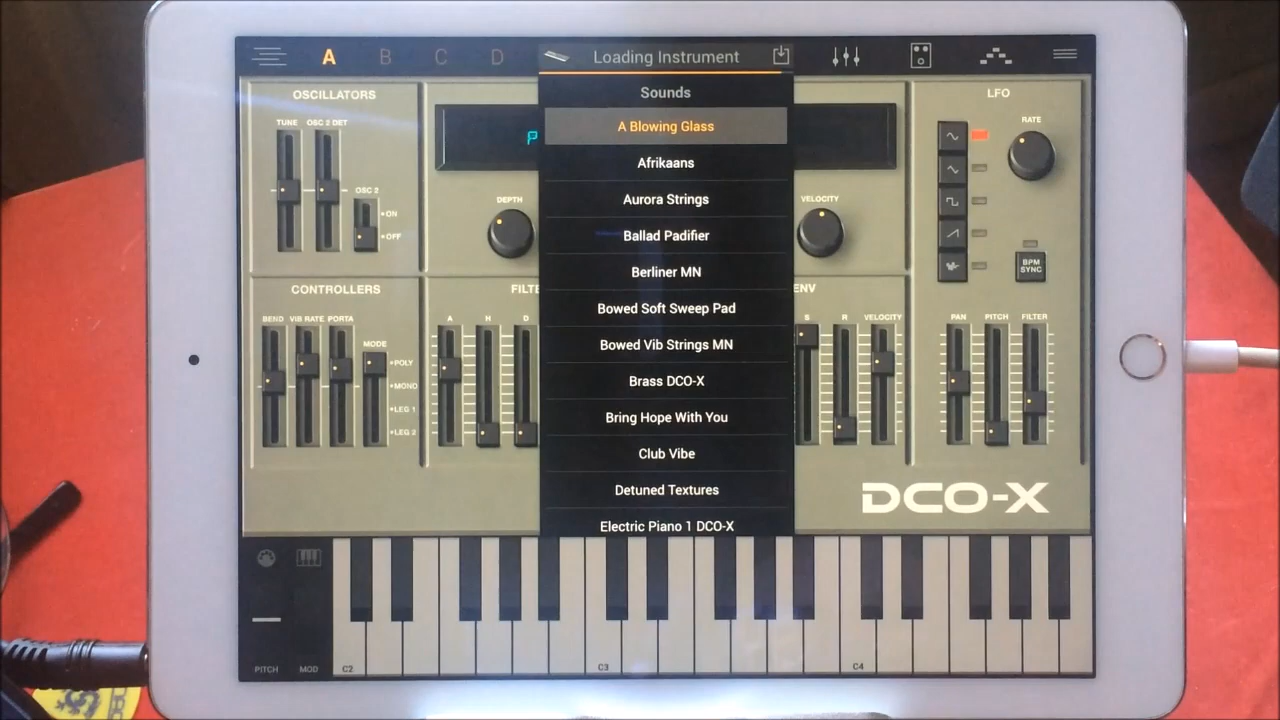 A B C D Loading Instrument
OSCILLATORS
TUNE OSC 2 DET
OSC 2
ON
OFF
P
DEPTH
Sounds
A Blowing Glass
Afrikaans
Aurora Strings
Ballad Padifier
Berliner MN
Bowed Soft Sweep Pad
Bowed Vib Strings MN
Brass DCO-X
Bring Hope With You
Club Vibe
Detuned Textures
Electric Piano 1 DCO-X
VELOCITY
LFO
RATE
BPM
SYNC
CONTROLLERS
BEND VIB RATE PORTA
MODE
POLY
MONO
LEG 1
LEG 2
FILTE
A H D
ENV
S R VELOCITY
PAN PITCH FILTER
DCO-X
PITCH MOD C2 C3 C4